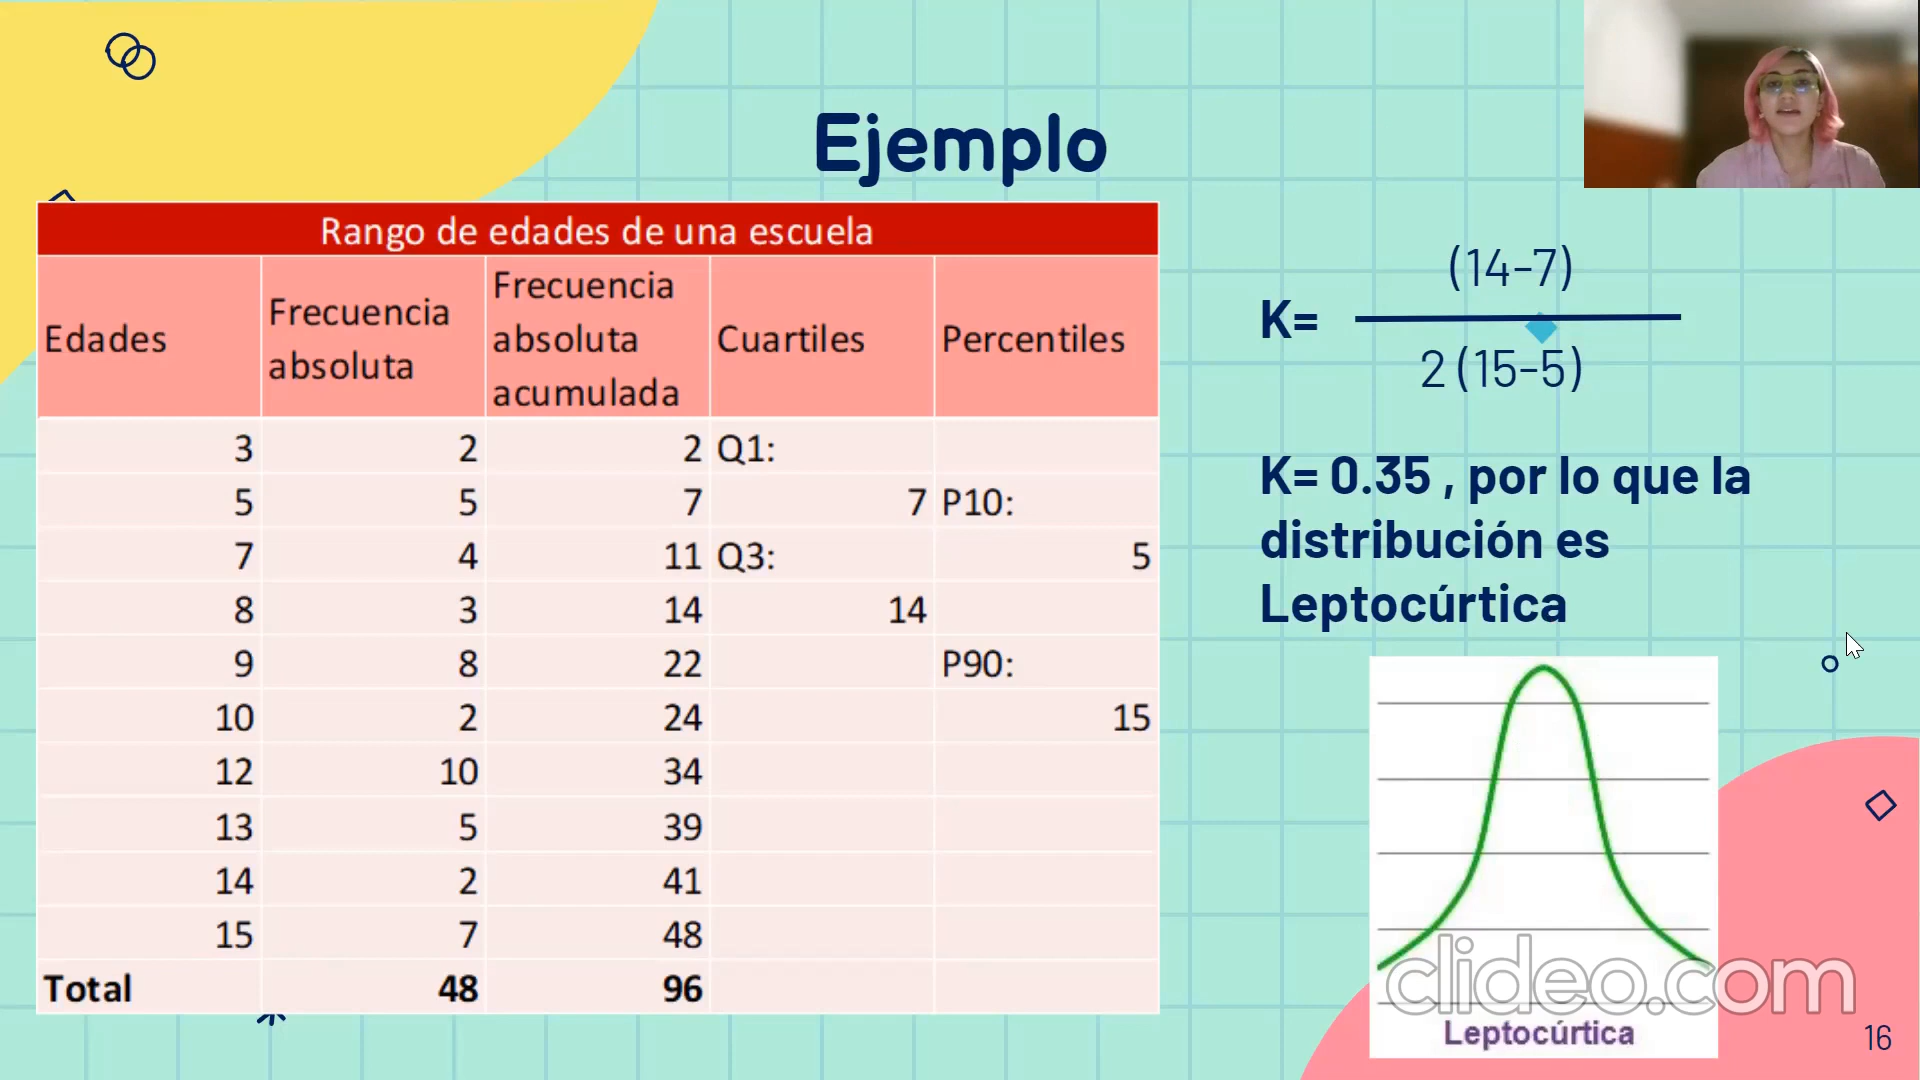 Ejemplo
Rango de edades de una escuela
Edades
Frecuencia
absoluta
Frecuencia
absoluta
acumulada
Cuartiles
Percentiles
3 2 2 Q1:
5 5 7 7 P10:
7 4 11 Q3: 5
8 3 14 14
9 8 22 P90:
10 2 24 15
12 10 34
13 5 39
14 2 41
15 7 48
Total 48 96
(14-7)
K=
2 (15-5)
K= 0.35 , por lo que la
distribución es
Leptocúrtica
clideo.com
Leptocúrtica
16